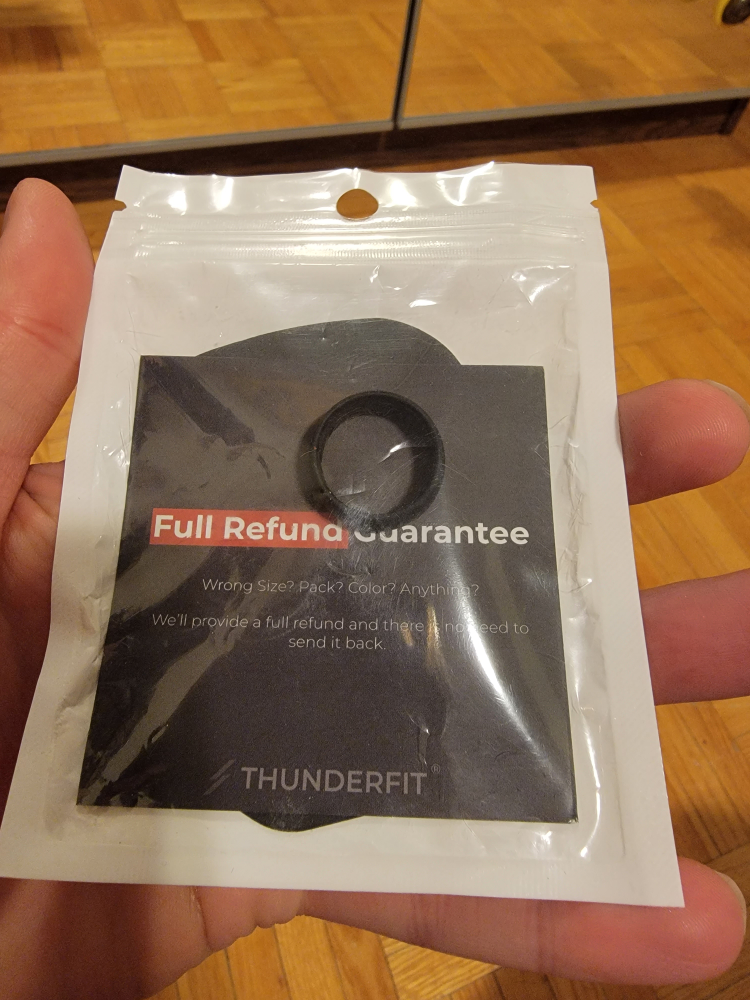 Full Refund Guarantee
Wrong Size? Pack? Color? Anything?
We'll provide a full refund and there is no need to
send it back.
THUNDERFIT®